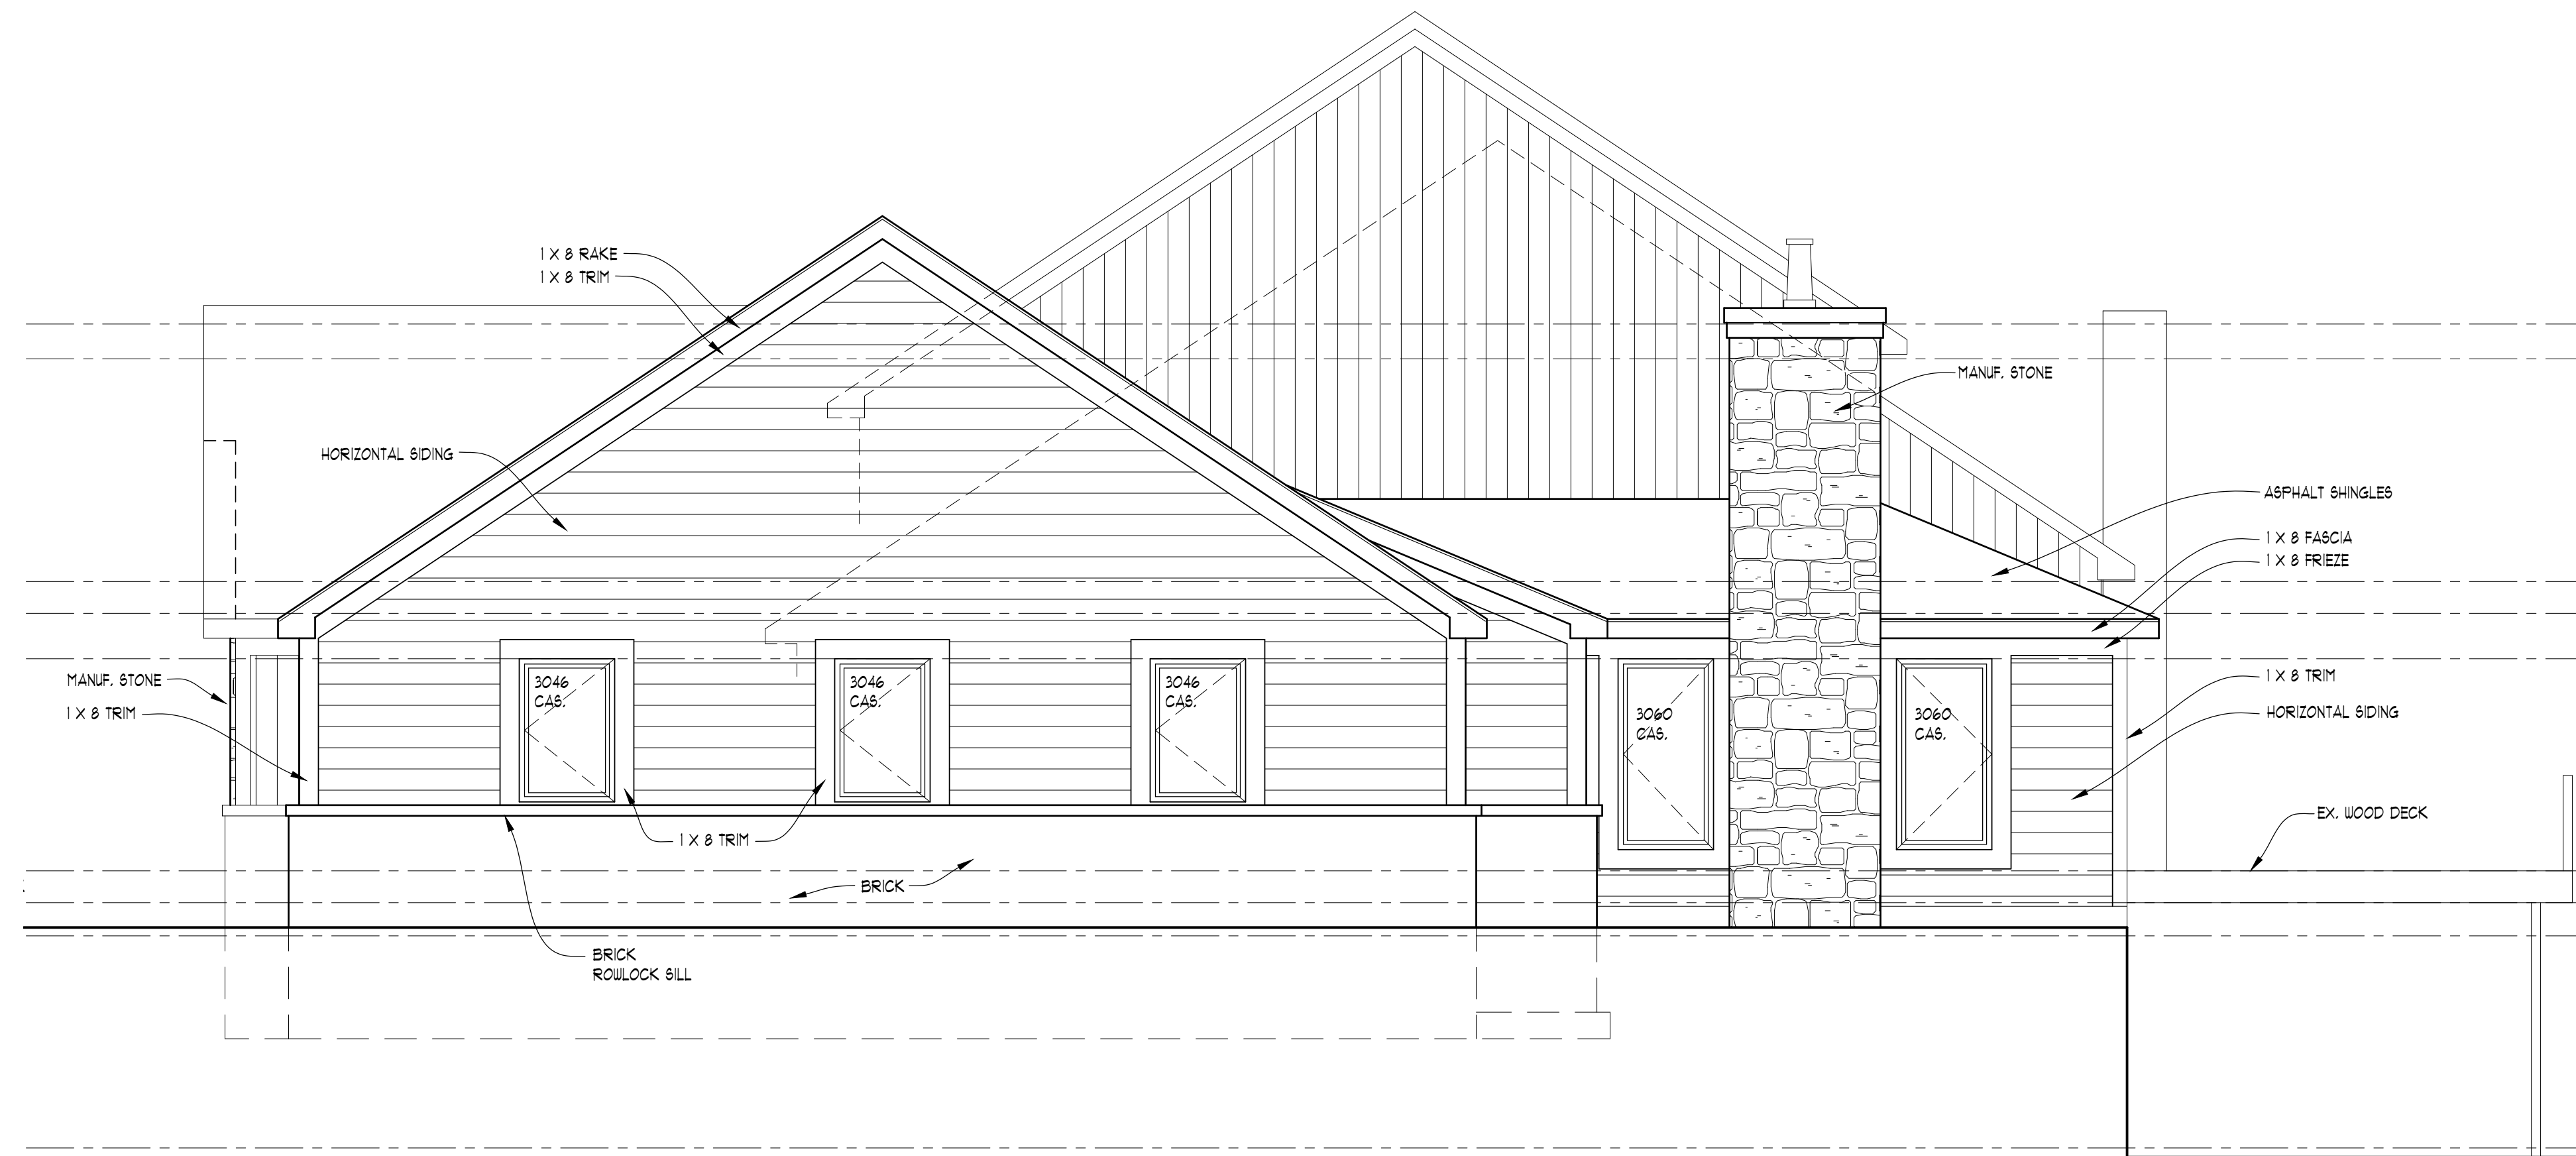 1 X 8 RAKE
1 X 8 TRIM
HORIZONTAL SIDING
MANUF. STONE
1 X 8 TRIM
3046
CAS.
3046
CAS.
3046
CAS.
3060
CAS.
3060
CAS.
MANUF. STONE
ASPHALT SHINGLES
1 X 8 FASCIA
1 X 8 FRIEZE
1 X 8 TRIM
HORIZONTAL SIDING
EX. WOOD DECK
1 X 8 TRIM
BRICK
BRICK
ROWLOCK SILL